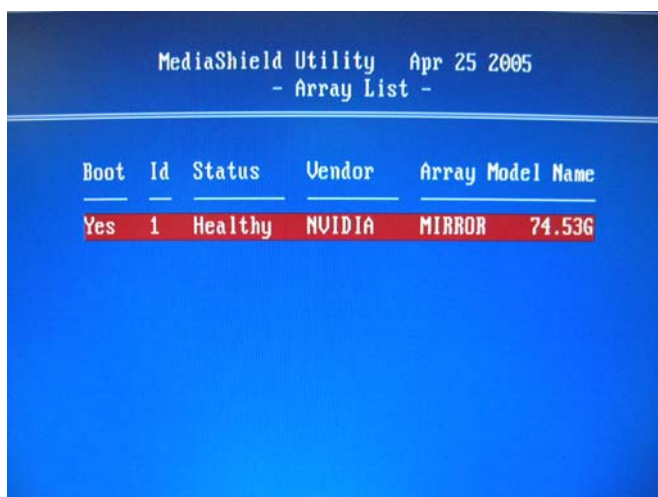 MediaShield Utility Apr 25 2005
- Array List -
Boot Id Status Vendor Array Model Name
Yes 1 Healthy NVIDIA MIRROR 74.53G